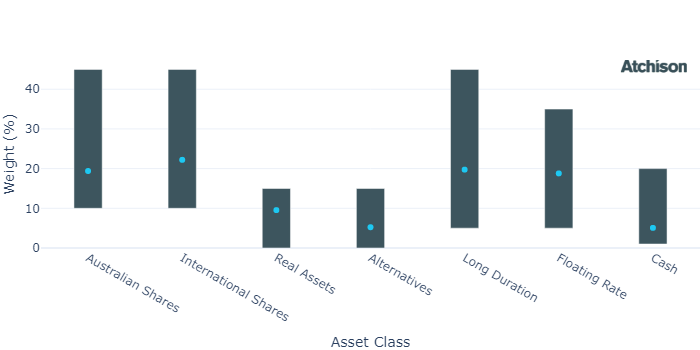 Atchison
Weight (%)
40
30
20
10
0
Australian Shares
International Shares
Real Assets
Alternatives
Long Duration
Floating Rate
Cash
Asset Class